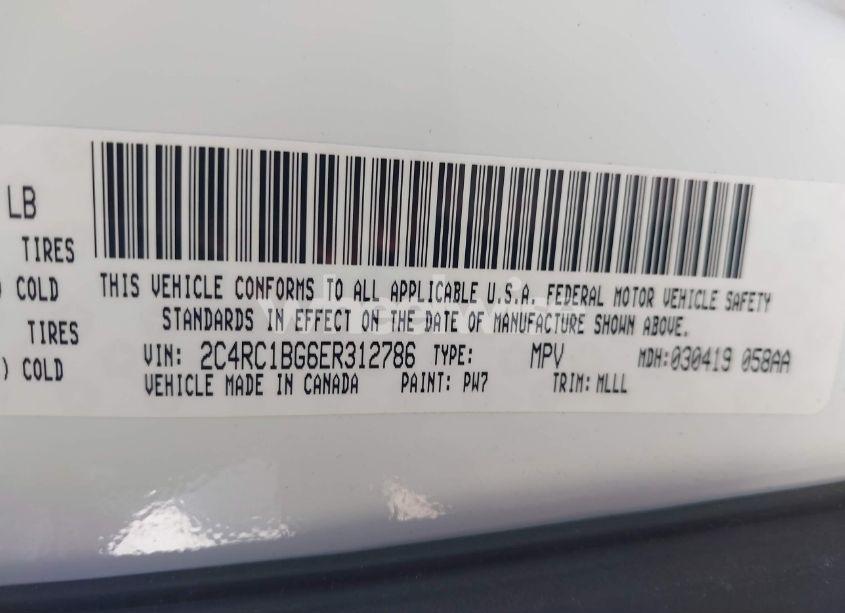 LB
TIRES
) COLD
TIRES
) COLD
THIS VEHICLE CONFORMS TO ALL APPLICABLE U.S.A. FEDERAL MOTOR VEHICLE SAFETY
STANDARDS IN EFFECT ON THE DATE OF MANUFACTURE SHOWN ABOVE.
VIN: 2C4RC1BG6ER312786 TYPE: MPV MDH:030419 058AA
VEHICLE MADE IN CANADA PAINT: PW7 TRIM: MLLL